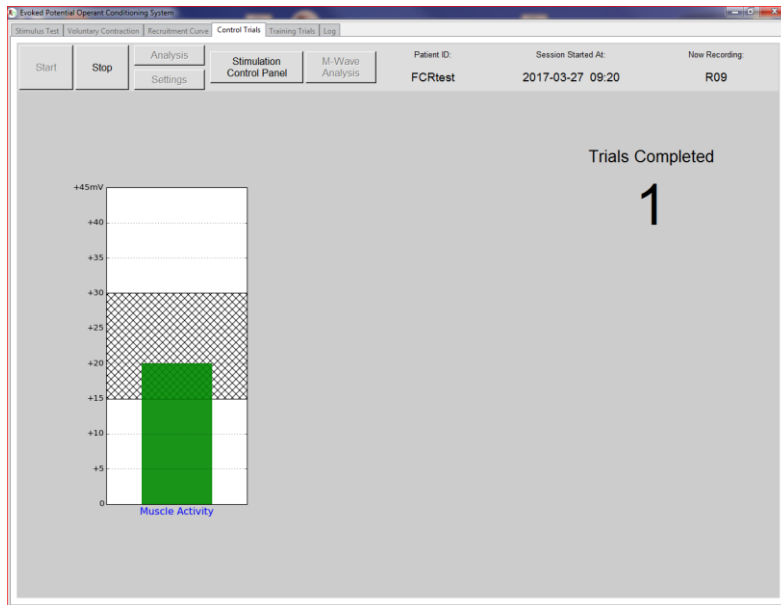 Evoked Potential Operant Conditioning System
Stimulus Test Voluntary Contraction Recruitment Curve Control Trials Training Trials Log
Start
Stop
Analysis
Settings
Stimulation
Control Panel
M-Wave
Analysis
Patient ID:
FCRtest
Session Started At:
2017-03-27 09:20
Now Recording:
R09
Trials Completed
1
+45mV
+40
+35
+30
+25
+20
+15
+10
+5
0
Muscle Activity